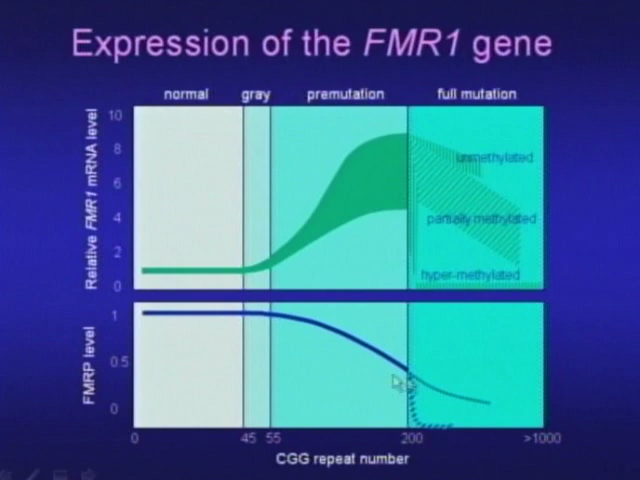 Expression of the FMR1 gene
normal gray premutation full mutation
Relative FMR1 mRNA level
10
8
6
4
2
0
unmethylated
partially methylated
hyper-methylated
FMRP level
1
0.5
0
0 45 55 200 >1000
CGG repeat number